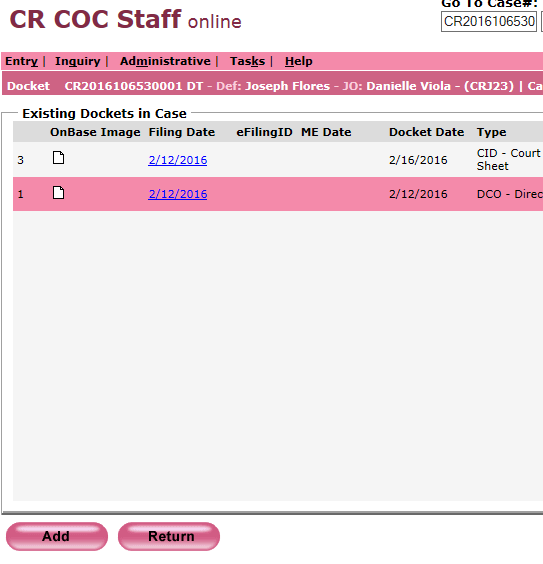 Go To Case#:
CR COC Staff online
CR2016106530
Entry | Inquiry | Administrative | Tasks | Help
Docket CR2016106530001 DT - Def: Joseph Flores - JO: Danielle Viola - (CRJ23) | Ca
Existing Dockets in Case
OnBase Image Filing Date eFilingID ME Date Docket Date Type
3 2/12/2016 2/16/2016 CID - Court
Sheet
1 2/12/2016 2/12/2016 DCO - Direc
Add Return